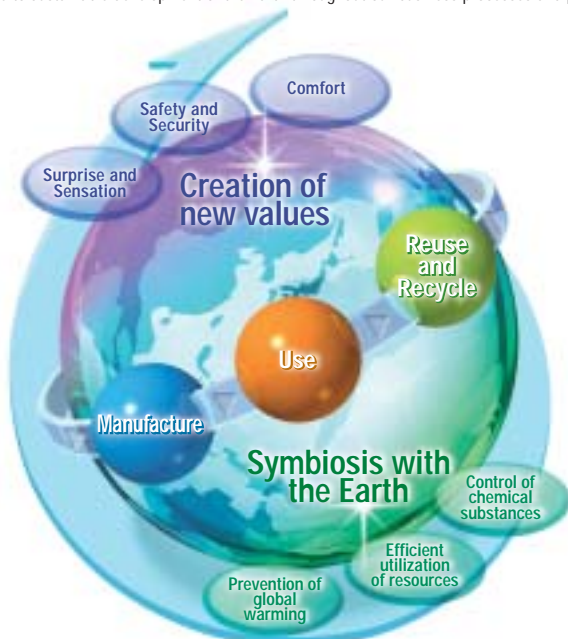 Comfort
Safety and
Security
Surprise and
Sensation
Creation of
new values
Reuse
and
Recycle
Use
Manufacture
Symbiosis with
the Earth
Control of
chemical
substances
Efficient
utilization
of resources
Prevention of
global
warming